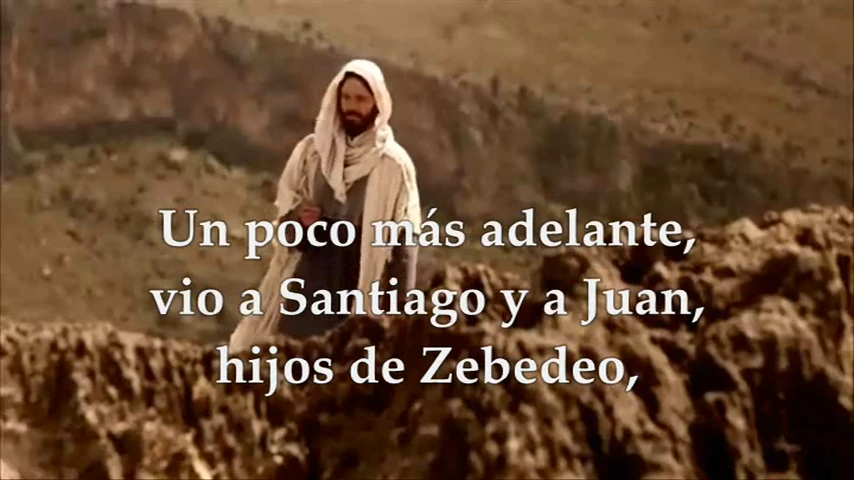 Un poco más adelante,
vio a Santiago y a Juan,
hijos de Zebedeo,